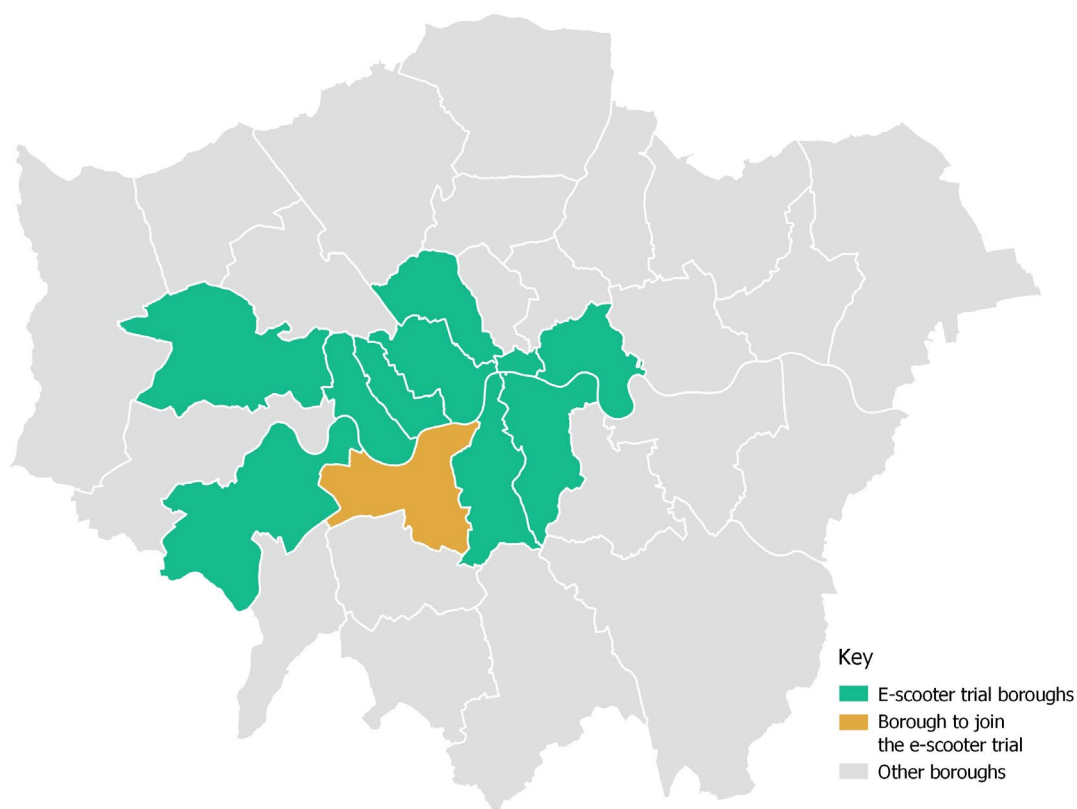 Key
E-scooter trial boroughs
Borough to join
the e-scooter trial
Other boroughs